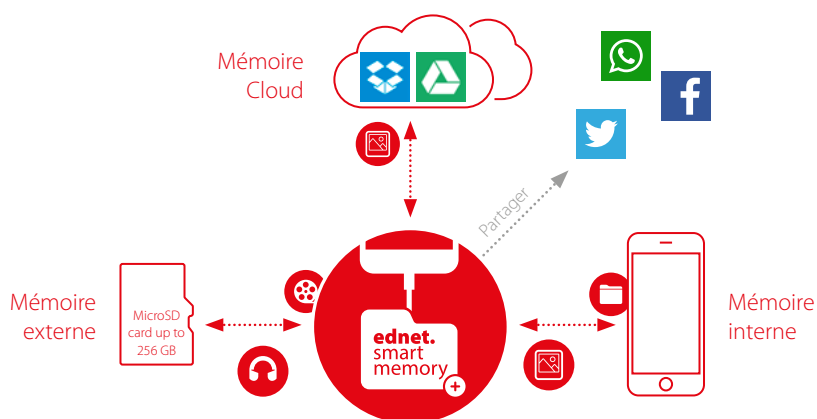 Mémoire
Cloud
Partager
Mémoire
externe
MicroSD
card up to
256 GB
ednet.
smart
memory
Mémoire
interne